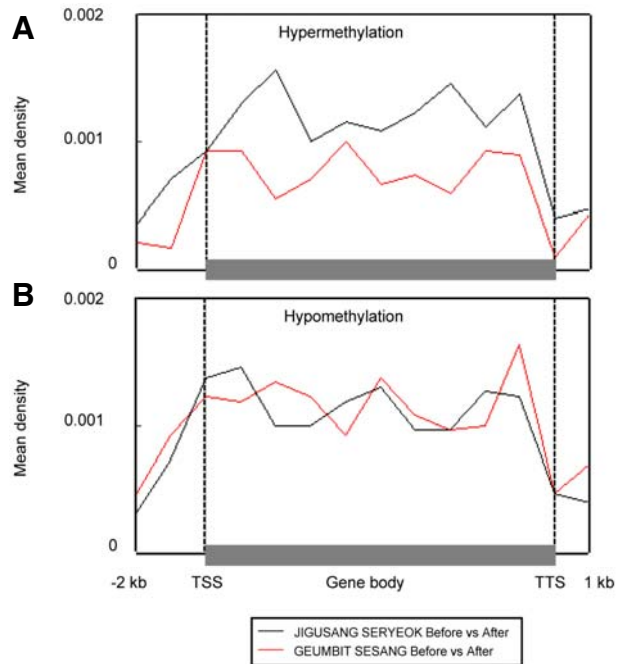 A
0.002
Hypermethylation
Mean density
0.001
0
B
0.002
Hypomethylation
Mean density
0.001
0
-2 kb TSS Gene body TTS 1 kb
JIGUSANG SERYEOK Before vs After
GEUMBIT SESANG Before vs After